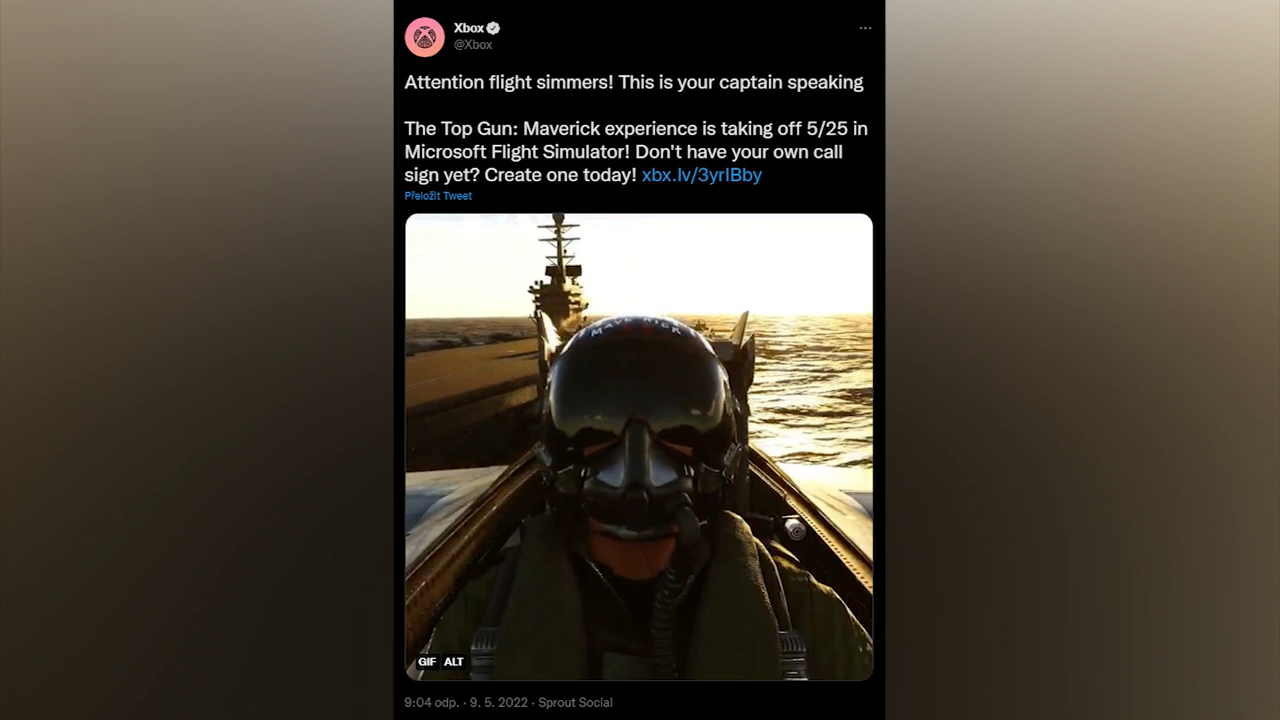 Xbox
@Xbox
Attention flight simmers! This is your captain speaking
The Top Gun: Maverick experience is taking off 5/25 in
Microsoft Flight Simulator! Don't have your own call
sign yet? Create one today! xbx.lv/3yrIBby
Přeložit Tweet
MAVERICK
GIF ALT
9:04 odp. · 9. 5. 2022 · Sprout Social